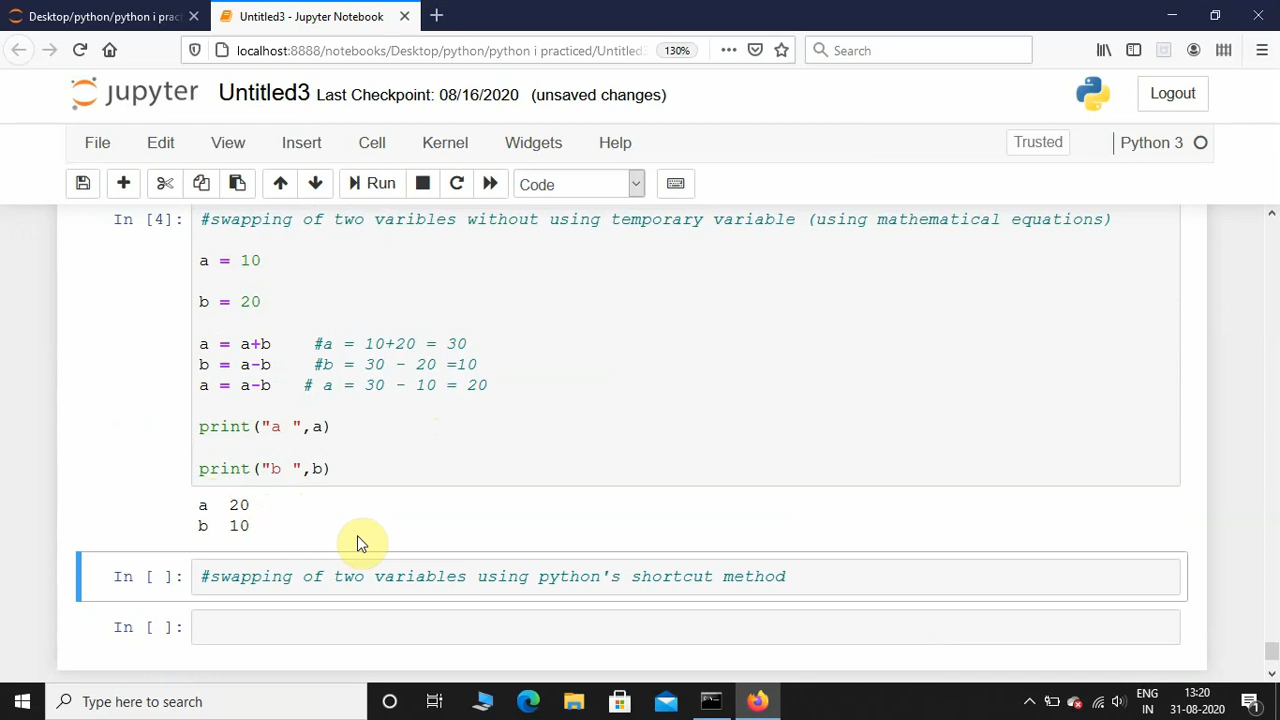 Desktop/python/python i pract
Untitled3 - Jupyter Notebook
localhost:8888/notebooks/Desktop/python/python i practiced/Untitled3
130%
Search
jupyter
Untitled3 Last Checkpoint: 08/16/2020 (unsaved changes)
Logout
File Edit View Insert Cell Kernel Widgets Help
Trusted
Python 3
Run
Code
In [4]: #swapping of two varibles without using temporary variable (using mathematical equations)
a = 10
b = 20
a = a+b #a = 10+20 = 30
b = a-b #b = 30 - 20 =10
a = a-b # a = 30 - 10 = 20
print("a ",a)
print("b ",b)
a 20
b 10
In [ ]: #swapping of two variables using python's shortcut method
In [ ]:
Type here to search
ENG
IN
13:20
31-08-2020
1